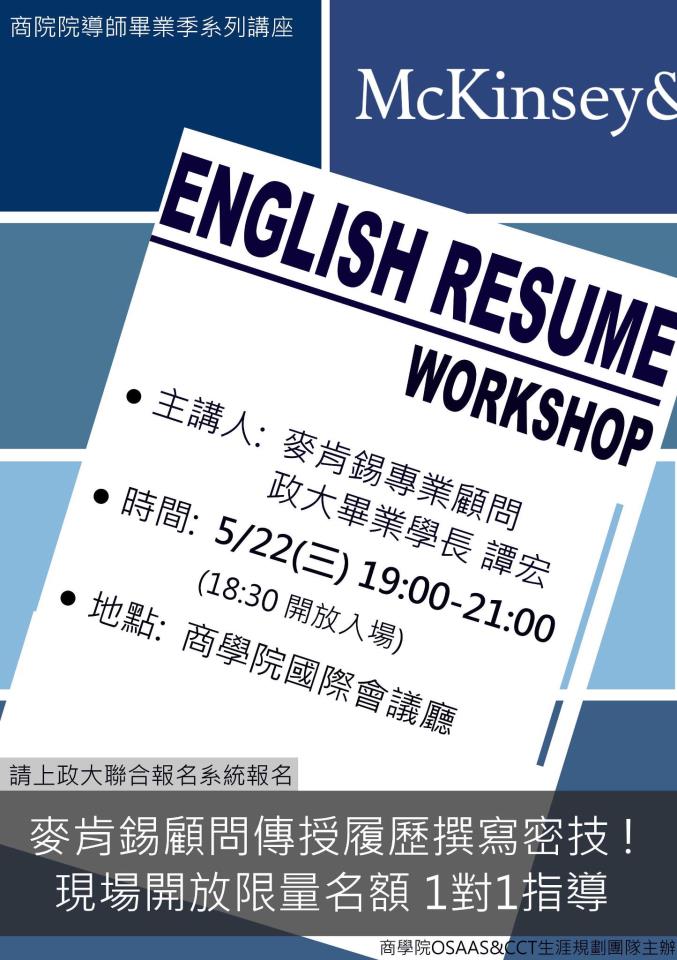 商院院導師畢業季系列講座
McKinsey&
ENGLISH RESUME
WORKSHOP
● 主講人: 麥肯錫專業顧問
政大畢業學長 譚宏
● 時間: 5/22(三) 19:00-21:00
(18:30 開放入場)
● 地點: 商學院國際會議廳
請上政大聯合報名系統報名
麥肯錫顧問傳授履歷撰寫密技！
現場開放限量名額 1對1指導
商學院OSAAS&CCT生涯規劃團隊主辦